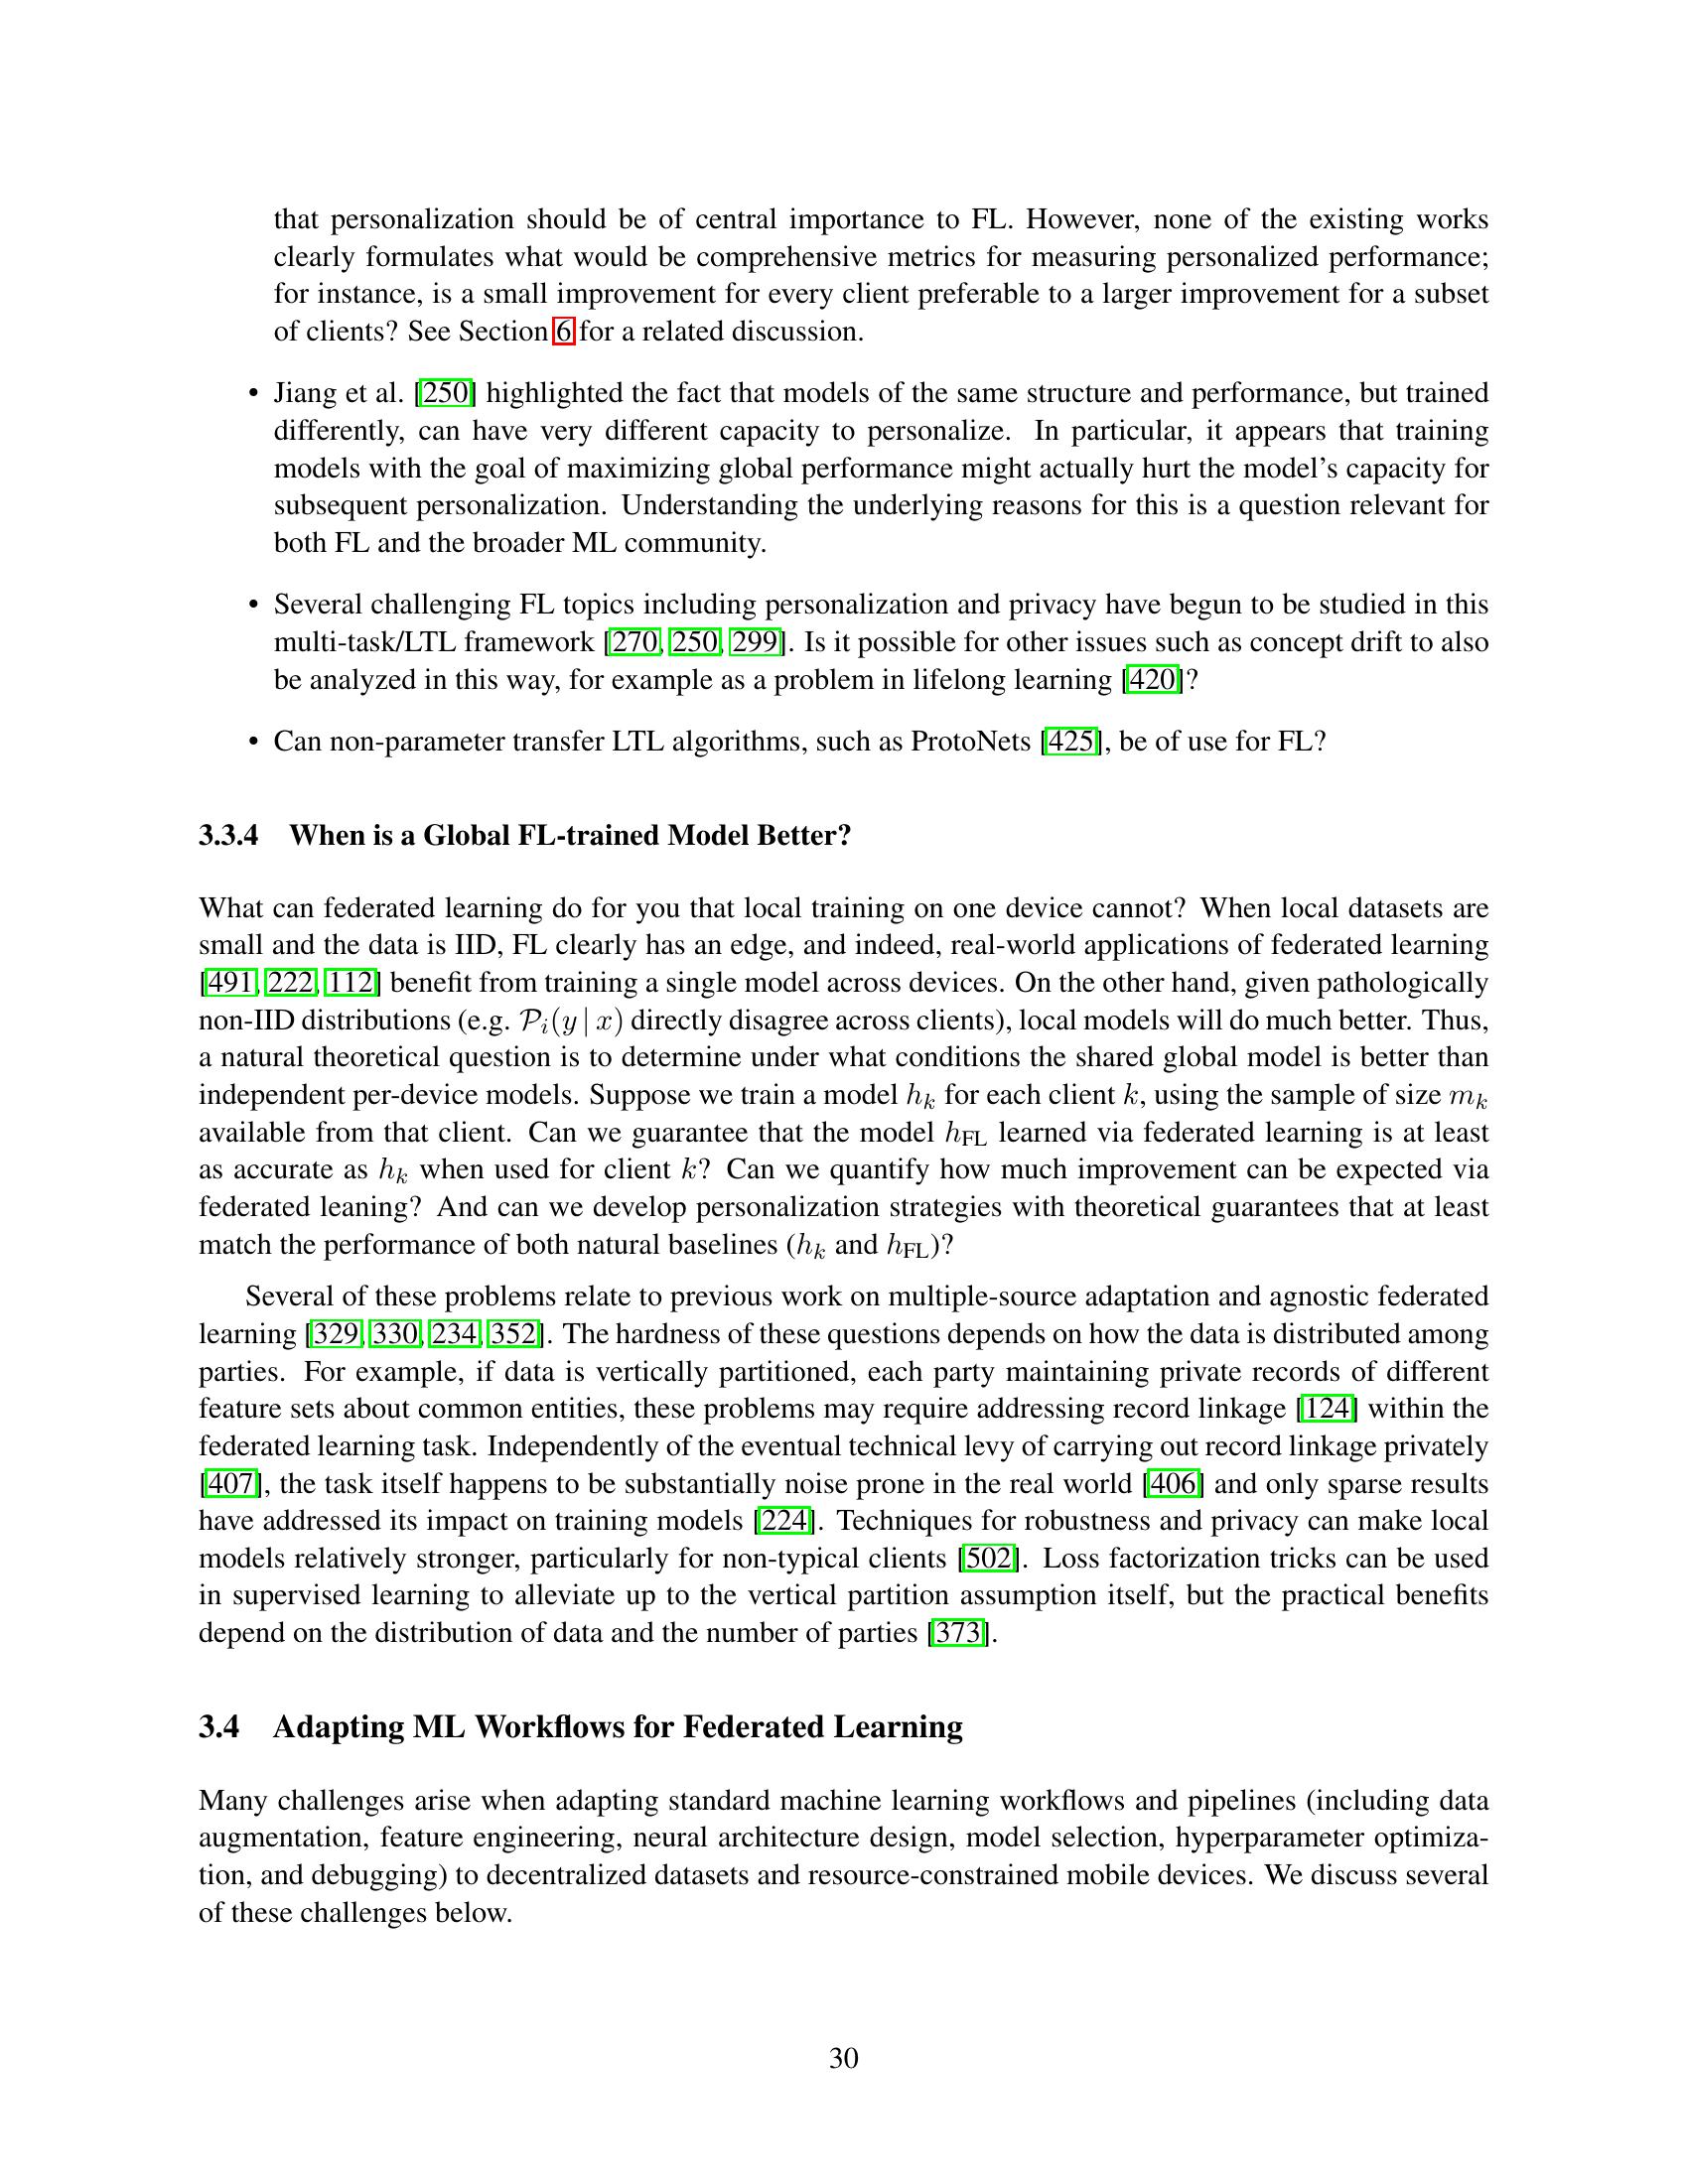 that personalization should be of central importance to FL. However, none of the existing works
clearly formulates what would be comprehensive metrics for measuring personalized performance;
for instance, is a small improvement for every client preferable to a larger improvement for a subset
of clients? See Section 6 for a related discussion.
• Jiang et al. [250] highlighted the fact that models of the same structure and performance, but trained
differently, can have very different capacity to personalize. In particular, it appears that training
models with the goal of maximizing global performance might actually hurt the model's capacity for
subsequent personalization. Understanding the underlying reasons for this is a question relevant for
both FL and the broader ML community.
• Several challenging FL topics including personalization and privacy have begun to be studied in this
multi-task/LTL framework [270, 250, 299]. Is it possible for other issues such as concept drift to also
be analyzed in this way, for example as a problem in lifelong learning [420]?
• Can non-parameter transfer LTL algorithms, such as ProtoNets [425], be of use for FL?
3.3.4 When is a Global FL-trained Model Better?
What can federated learning do for you that local training on one device cannot? When local datasets are
small and the data is IID, FL clearly has an edge, and indeed, real-world applications of federated learning
[491, 222, 112] benefit from training a single model across devices. On the other hand, given pathologically
non-IID distributions (e.g. 𝒫ᵢ(y | x) directly disagree across clients), local models will do much better. Thus,
a natural theoretical question is to determine under what conditions the shared global model is better than
independent per-device models. Suppose we train a model hₖ for each client k, using the sample of size mₖ
available from that client. Can we guarantee that the model h_FL learned via federated learning is at least
as accurate as hₖ when used for client k? Can we quantify how much improvement can be expected via
federated leaning? And can we develop personalization strategies with theoretical guarantees that at least
match the performance of both natural baselines (hₖ and h_FL)?
Several of these problems relate to previous work on multiple-source adaptation and agnostic federated
learning [329, 330, 234, 352]. The hardness of these questions depends on how the data is distributed among
parties. For example, if data is vertically partitioned, each party maintaining private records of different
feature sets about common entities, these problems may require addressing record linkage [124] within the
federated learning task. Independently of the eventual technical levy of carrying out record linkage privately
[407], the task itself happens to be substantially noise prone in the real world [406] and only sparse results
have addressed its impact on training models [224]. Techniques for robustness and privacy can make local
models relatively stronger, particularly for non-typical clients [502]. Loss factorization tricks can be used
in supervised learning to alleviate up to the vertical partition assumption itself, but the practical benefits
depend on the distribution of data and the number of parties [373].
3.4 Adapting ML Workflows for Federated Learning
Many challenges arise when adapting standard machine learning workflows and pipelines (including data
augmentation, feature engineering, neural architecture design, model selection, hyperparameter optimiza-
tion, and debugging) to decentralized datasets and resource-constrained mobile devices. We discuss several
of these challenges below.
30